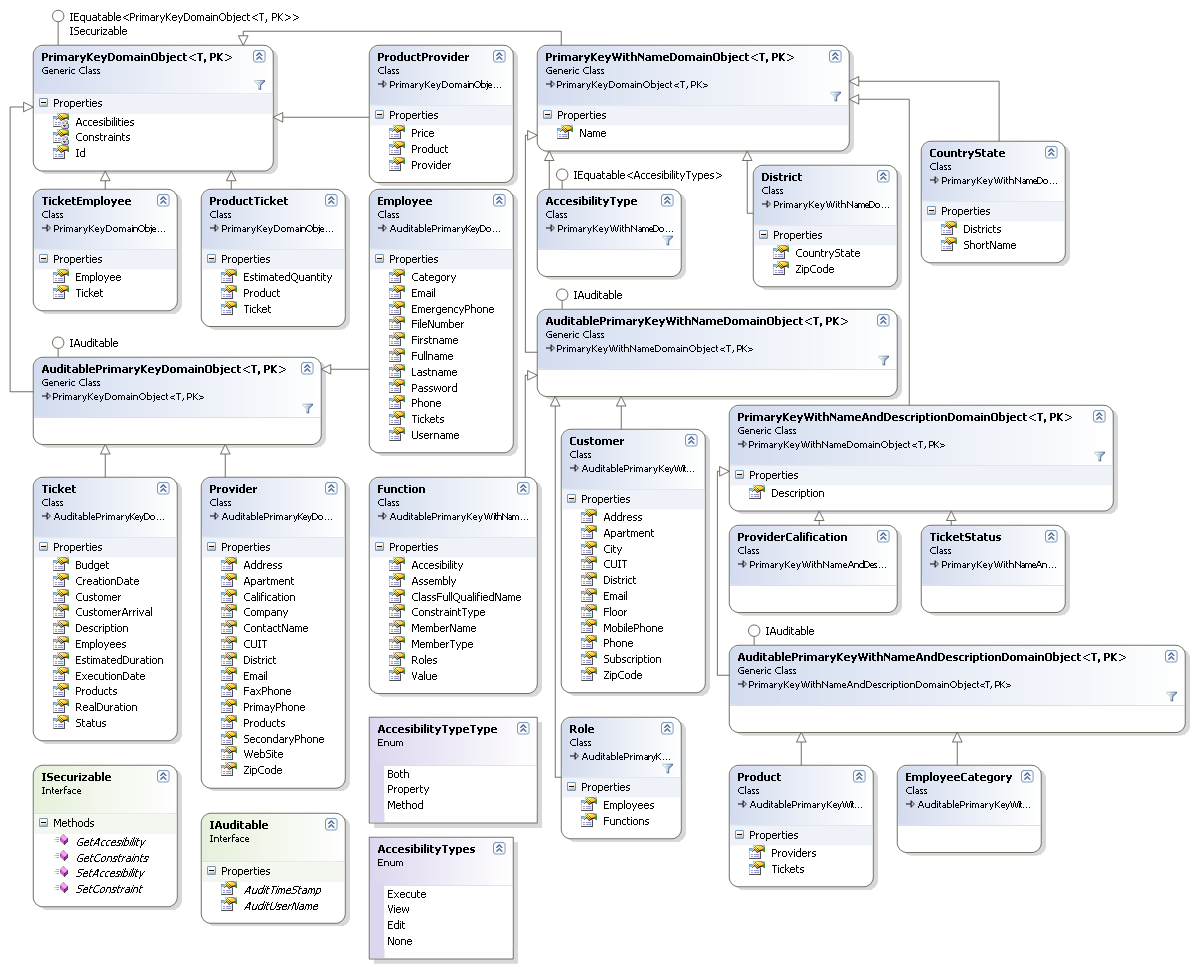 IEquatable<PrimaryKeyDomainObject<T, PK>>
ISecurizable
PrimaryKeyDomainObject<T, PK>
Generic Class
Properties
Accesibilities
Constraints
Id
ProductProvider
Class
PrimaryKeyDomainObje...
Properties
Price
Product
Provider
PrimaryKeyWithNameDomainObject<T, PK>
Generic Class
PrimaryKeyDomainObject<T, PK>
Properties
Name
CountryState
Class
PrimaryKeyWithNameDo...
Properties
Districts
ShortName
TicketEmployee
Class
PrimaryKeyDomainObje...
Properties
Employee
Ticket
ProductTicket
Class
PrimaryKeyDomainObje...
Properties
EstimatedQuantity
Product
Ticket
Employee
Class
AuditablePrimaryKeyDo...
Properties
Category
Email
EmergencyPhone
FileNumber
Firstname
Fullname
Lastname
Password
Phone
Tickets
Username
IEquatable<AccesibilityTypes>
AccesibilityType
Class
PrimaryKeyWithNameDo...
District
Class
PrimaryKeyWithNameDo...
Properties
CountryState
ZipCode
IAuditable
AuditablePrimaryKeyWithNameDomainObject<T, PK>
Generic Class
PrimaryKeyWithNameDomainObject<T, PK>
IAuditable
AuditablePrimaryKeyDomainObject<T, PK>
Generic Class
PrimaryKeyDomainObject<T, PK>
PrimaryKeyWithNameAndDescriptionDomainObject<T, PK>
Generic Class
PrimaryKeyWithNameDomainObject<T, PK>
Properties
Description
Ticket
Class
AuditablePrimaryKeyDo...
Properties
Budget
CreationDate
Customer
CustomerArrival
Description
Employees
EstimatedDuration
ExecutionDate
Products
RealDuration
Status
Provider
Class
AuditablePrimaryKeyDo...
Properties
Address
Apartment
Calification
Company
ContactName
CUIT
District
Email
FaxPhone
PrimayPhone
Products
SecondaryPhone
WebSite
ZipCode
Function
Class
AuditablePrimaryKeyWithNam...
Properties
Accesibility
Assembly
ClassFullQualifiedName
ConstraintType
MemberName
MemberType
Roles
Value
Customer
Class
AuditablePrimaryKeyWit...
Properties
Address
Apartment
City
CUIT
District
Email
Floor
MobilePhone
Phone
Subscription
ZipCode
ProviderCalification
Class
PrimaryKeyWithNameAndDes...
TicketStatus
Class
PrimaryKeyWithNameAn...
IAuditable
AuditablePrimaryKeyWithNameAndDescriptionDomainObject<T, PK>
Generic Class
PrimaryKeyWithNameAndDescriptionDomainObject<T, PK>
ISecurizable
Interface
Methods
GetAccesibility
GetConstraints
SetAccesibility
SetConstraint
IAuditable
Interface
Properties
AuditTimeStamp
AuditUserName
AccesibilityTypeType
Enum
Both
Property
Method
AccesibilityTypes
Enum
Execute
View
Edit
None
Role
Class
AuditablePrimaryK...
Properties
Employees
Functions
Product
Class
AuditablePrimaryKeyWit...
Properties
Providers
Tickets
EmployeeCategory
Class
AuditablePrimaryKeyWit...